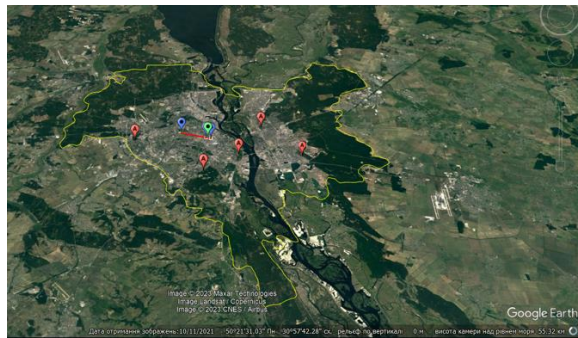 Image © 2023 Maxar Technologies
Image Landsat / Copernicus
Image © 2023 CNES / Airbus
Google Earth
Дата отримання зображень: 10/11/2021 50°21'31.03" Пн. 30°57'42.28" Сх. рельєф по вертикалі 0 м висота камери над рівнем моря 55.32 км